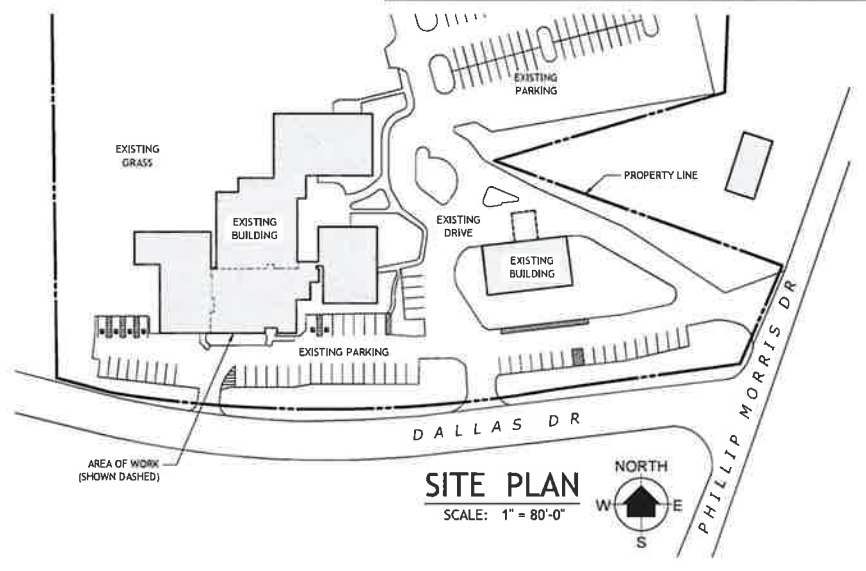 EXISTING
PARKING
EXISTING
GRASS
PROPERTY LINE
EXISTING
BUILDING
EXISTING
DRIVE
EXISTING
BUILDING
EXISTING PARKING
DALLAS DR
PHILLIP MORRIS DR
AREA OF WORK
(SHOWN DASHED)
SITE PLAN
SCALE: 1" = 80'-0"
NORTH
W
E
S